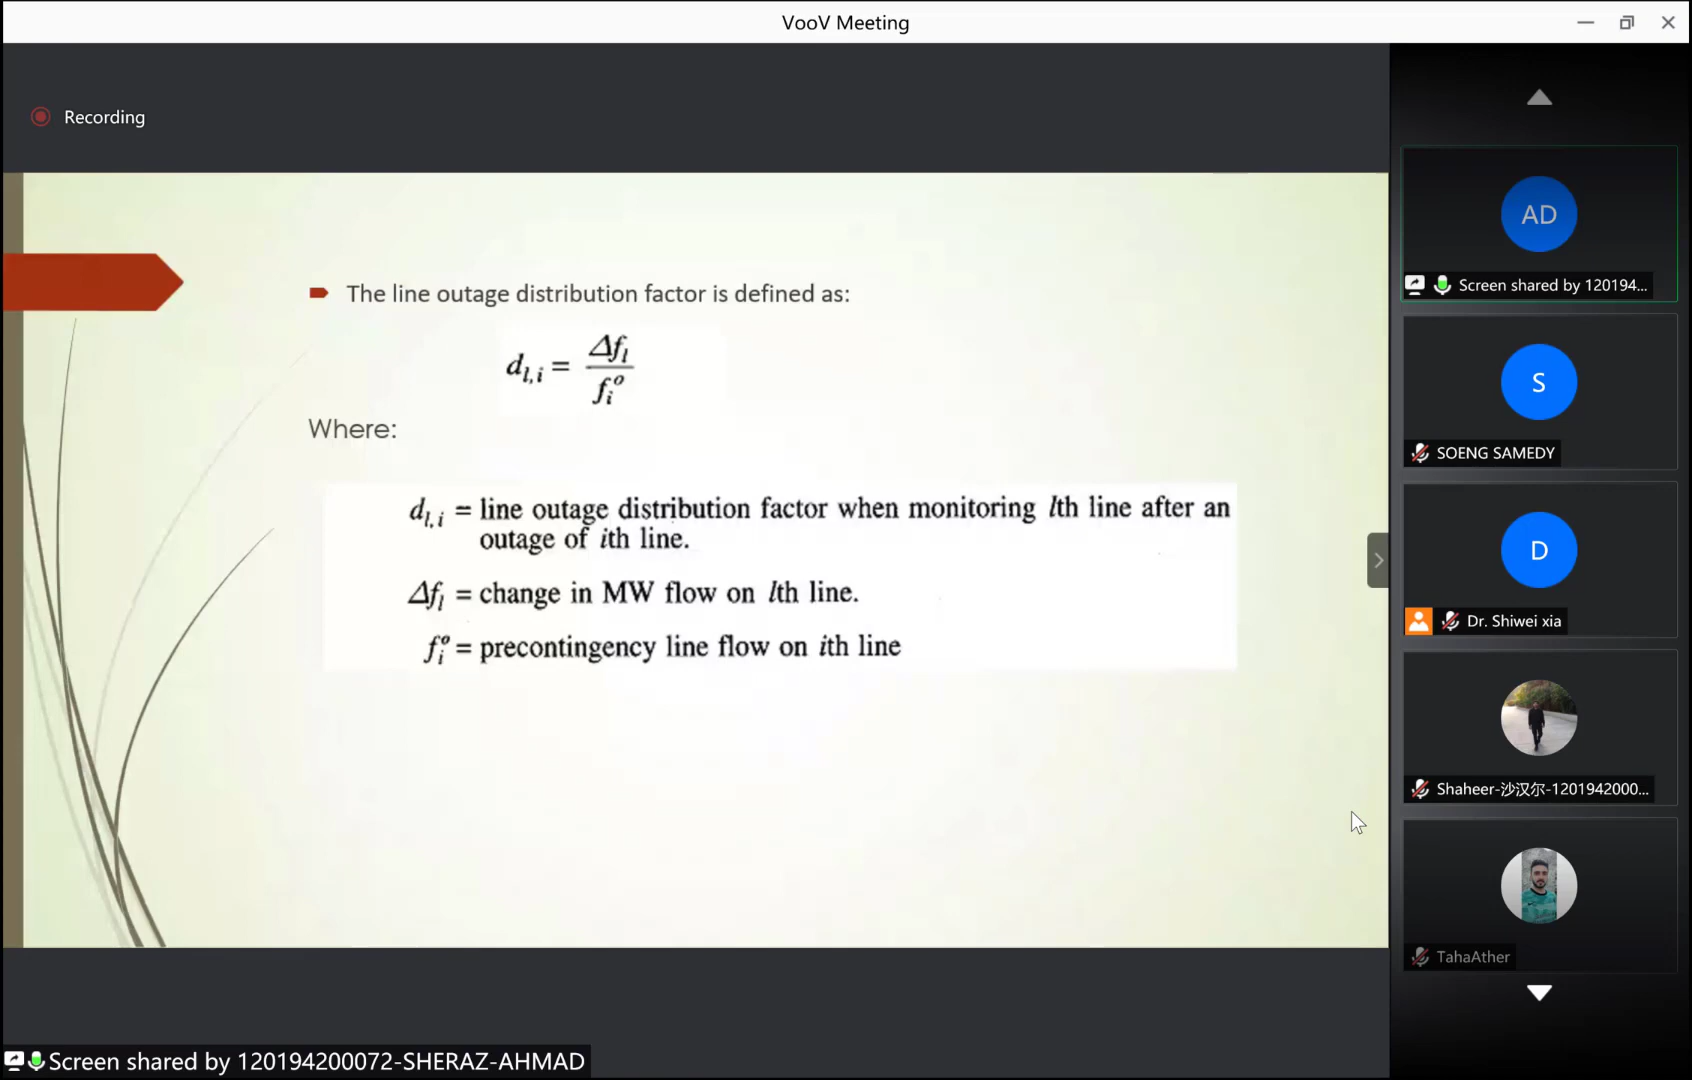 VooV Meeting
Recording
The line outage distribution factor is defined as:
d_{l,i} = Δf_l / f_i^o
Where:
d_{l,i} = line outage distribution factor when monitoring lth line after an
outage of ith line.
Δf_l = change in MW flow on lth line.
f_i^o = precontingency line flow on ith line
AD
Screen shared by 120194...
S
SOENG SAMEDY
D
Dr. Shiwei xia
Shaheer-沙汉尔-1201942000...
TahaAther
Screen shared by 120194200072-SHERAZ-AHMAD